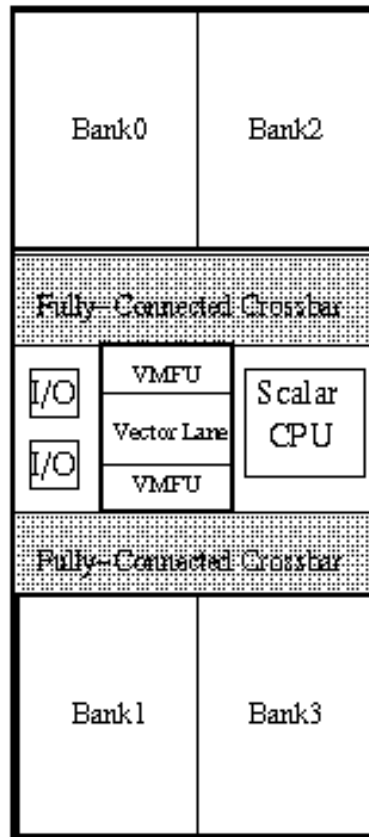 Bank0
Bank2
Fully-Connected Crossbar
I/O
I/O
VMFU
Vector Lane
VMFU
Scalar
CPU
Fully-Connected Crossbar
Bank1
Bank3